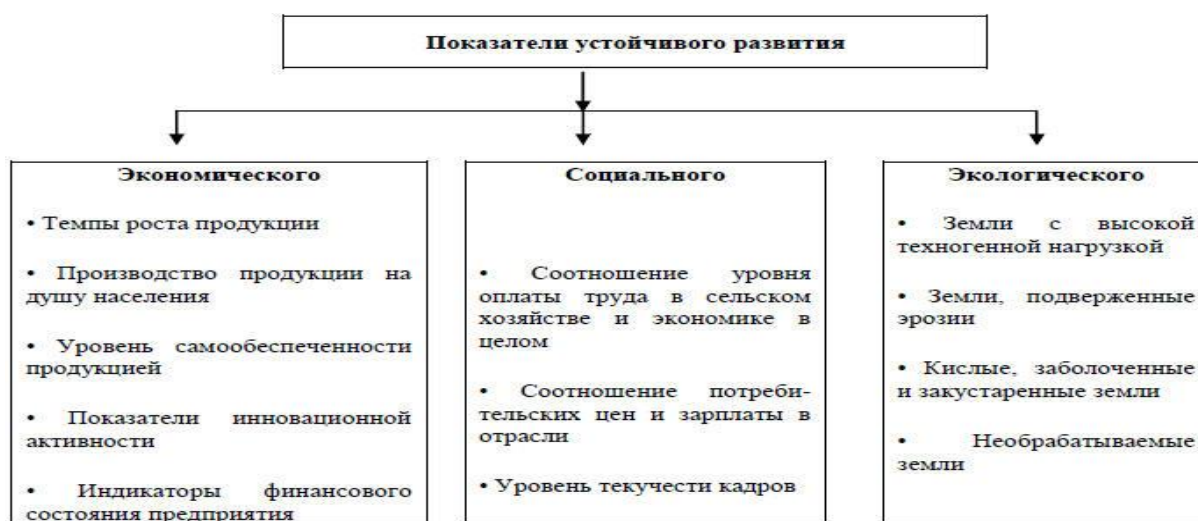 Показатели устойчивого развития
Экономического
• Темпы роста продукции
• Производство продукции на
душу населения
• Уровень самообеспеченности
продукцией
• Показатели инновационной
активности
• Индикаторы финансового
состояния предприятия
Социального
• Соотношение уровня
оплаты труда в сельском
хозяйстве и экономике в
целом
• Соотношение потреби-
тельских цен и зарплаты в
отрасли
• Уровень текучести кадров
Экологического
• Земли с высокой
техногенной нагрузкой
• Земли, подверженные
эрозии
• Кислые, заболоченные
и закустаренные земли
• Необрабатываемые
земли